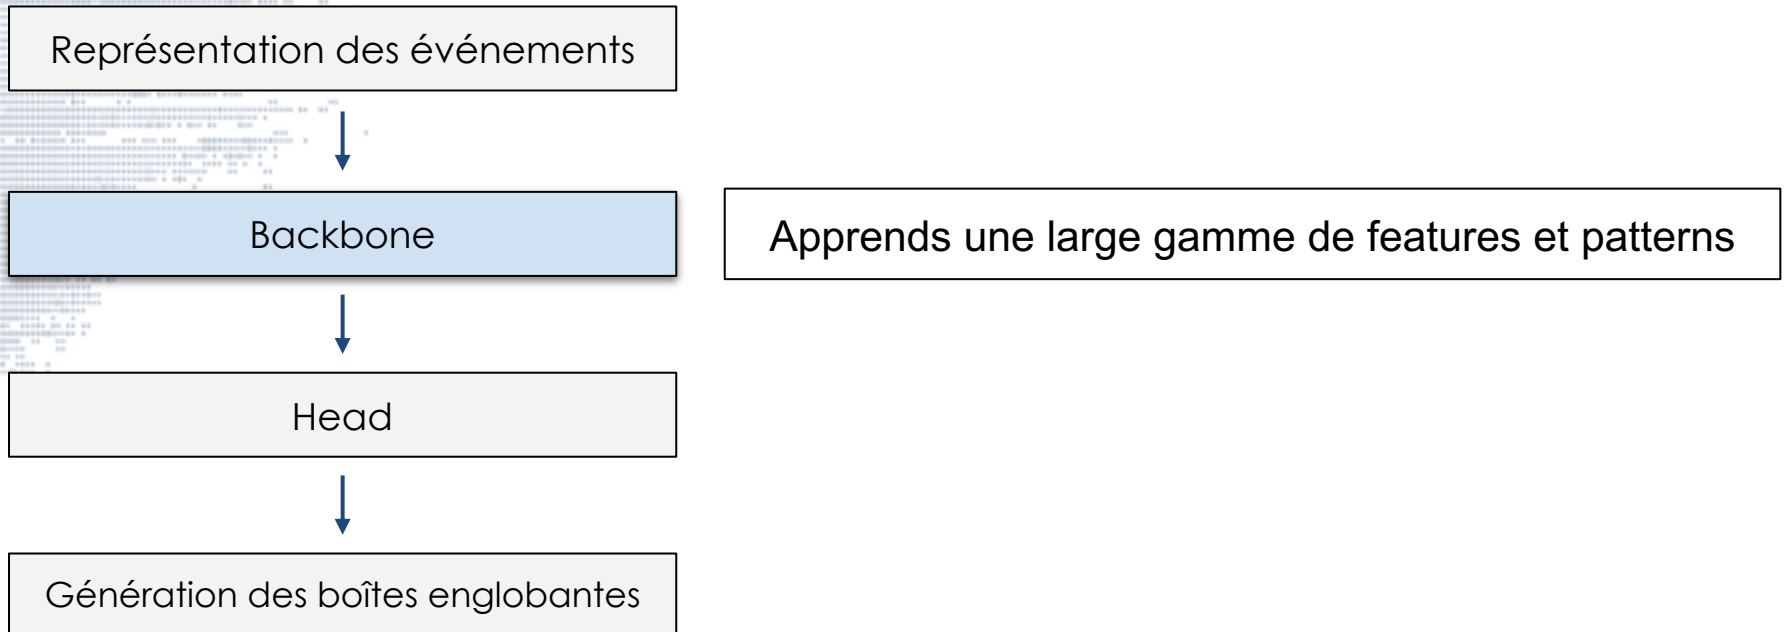 Représentation des événements
Backbone
Apprends une large gamme de features et patterns
Head
Génération des boîtes englobantes